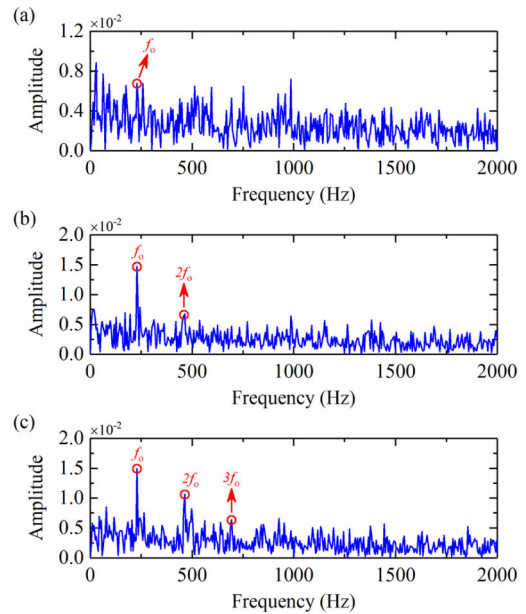 (a)
×10⁻²
1.2
0.8
0.4
0.0
Amplitude
fₒ
0 500 1000 1500 2000
Frequency (Hz)
(b)
×10⁻²
2.0
1.5
1.0
0.5
0.0
Amplitude
fₒ
2fₒ
0 500 1000 1500 2000
Frequency (Hz)
(c)
×10⁻²
2.0
1.5
1.0
0.5
0.0
Amplitude
fₒ
2fₒ 3fₒ
0 500 1000 1500 2000
Frequency (Hz)